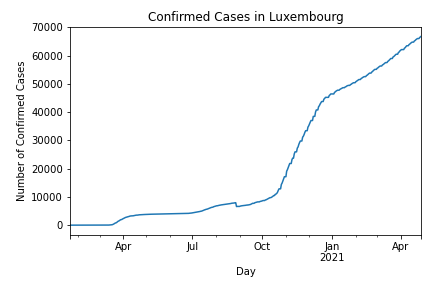 Confirmed Cases in Luxembourg
70000
60000
50000
40000
30000
20000
10000
0
Number of Confirmed Cases
Apr Jul Oct Jan Apr
2021
Day